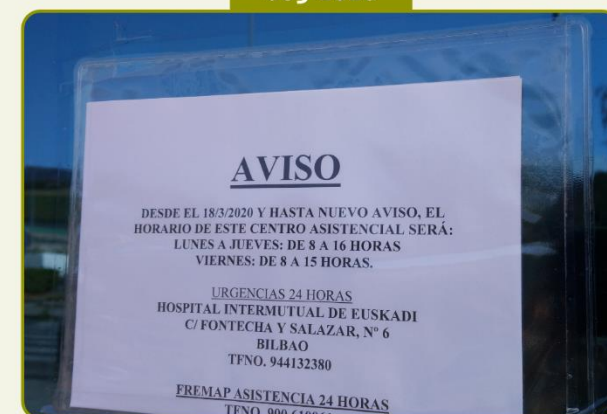 AVISO
DESDE EL 18/3/2020 Y HASTA NUEVO AVISO, EL
HORARIO DE ESTE CENTRO ASISTENCIAL SERÁ:
LUNES A JUEVES: DE 8 A 16 HORAS
VIERNES: DE 8 A 15 HORAS.
URGENCIAS 24 HORAS
HOSPITAL INTERMUTUAL DE EUSKADI
C/ FONTECHA Y SALAZAR, Nº 6
BILBAO
TFNO. 944132380
FREMAP ASISTENCIA 24 HORAS
TFNO. 900